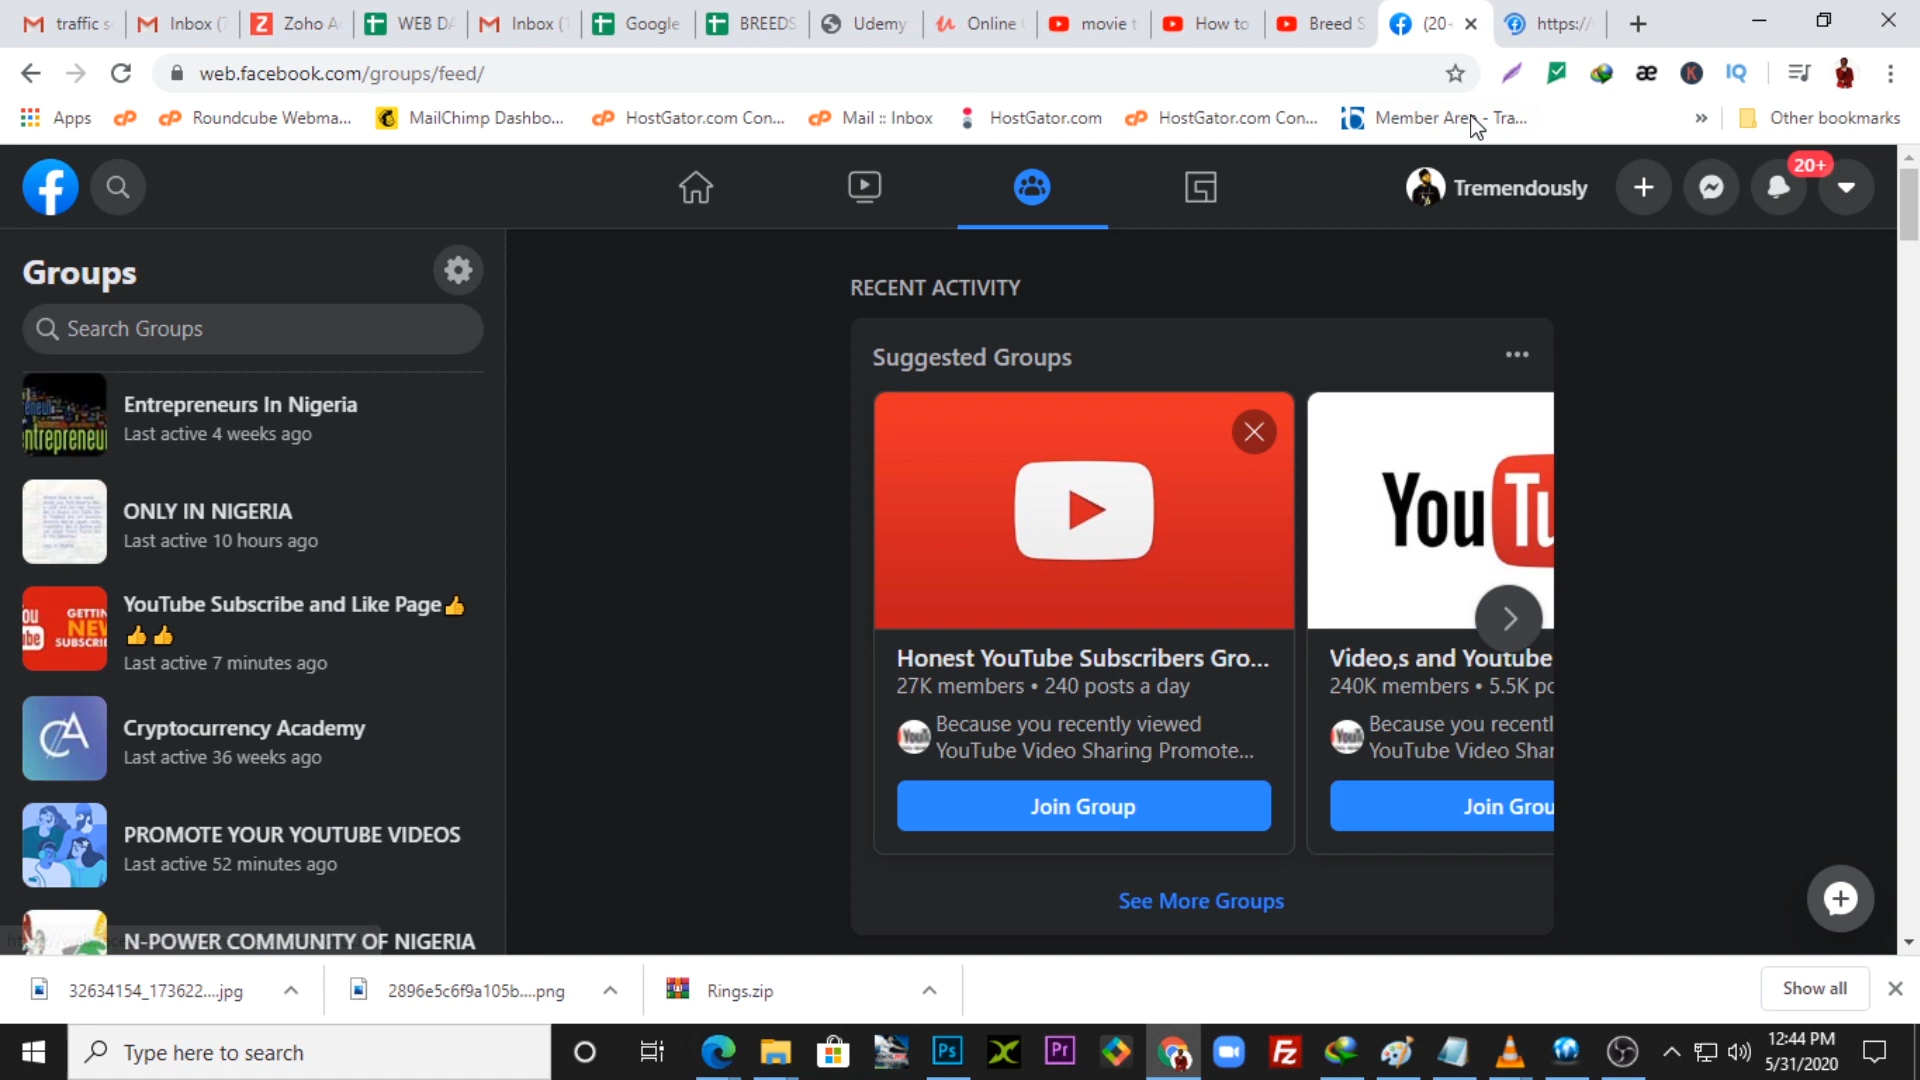 traffic s
Inbox (7
Zoho A
WEB DA
Inbox (1
Google
BREEDS
Udemy
Online
movie t
How to
Breed S
(20+
https://
web.facebook.com/groups/feed/
Apps
Roundcube Webma...
MailChimp Dashbo...
HostGator.com Con...
Mail :: Inbox
HostGator.com
HostGator.com Con...
Member Area - Tra...
Other bookmarks
Tremendously
20+
Groups
Search Groups
Entrepreneurs In Nigeria
Last active 4 weeks ago
ONLY IN NIGERIA
Last active 10 hours ago
YouTube Subscribe and Like Page👍
👍👍
Last active 7 minutes ago
Cryptocurrency Academy
Last active 36 weeks ago
PROMOTE YOUR YOUTUBE VIDEOS
Last active 52 minutes ago
N-POWER COMMUNITY OF NIGERIA
RECENT ACTIVITY
Suggested Groups
YouTu
Honest YouTube Subscribers Gro...
27K members • 240 posts a day
Because you recently viewed
YouTube Video Sharing Promote...
Join Group
Video,s and Youtube
240K members • 5.5K po
Because you recentl
YouTube Video Shar
Join Grou
See More Groups
32634154_173622....jpg
2896e5c6f9a105b....png
Rings.zip
Show all
Type here to search
12:44 PM
5/31/2020